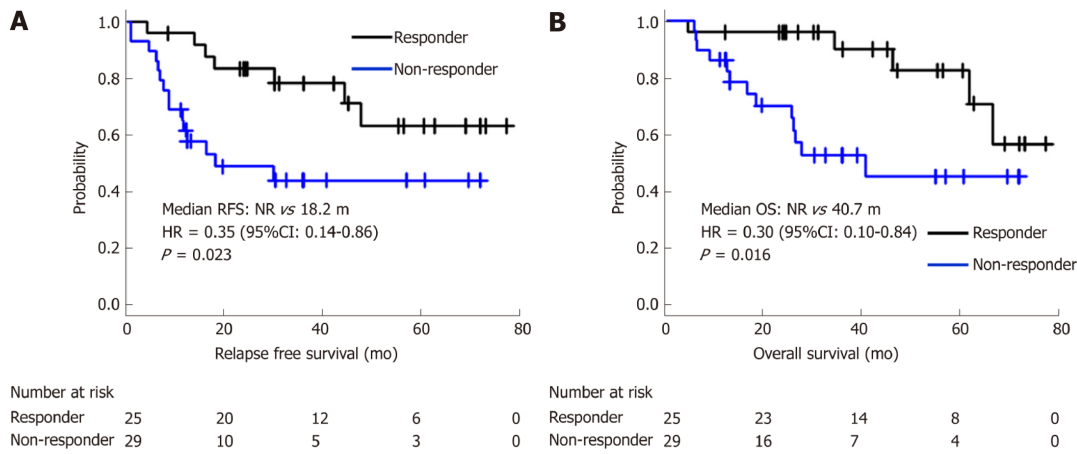 A
1.0
0.8
0.6
0.4
0.2
0.0
Probability
Responder
Non-responder
Median RFS: NR vs 18.2 m
HR = 0.35 (95%CI: 0.14-0.86)
P = 0.023
0 20 40 60 80
Relapse free survival (mo)
Number at risk
Responder 25 20 12 6 0
Non-responder 29 10 5 3 0
B
1.0
0.8
0.6
0.4
0.2
0.0
Probability
Median OS: NR vs 40.7 m
HR = 0.30 (95%CI: 0.10-0.84)
P = 0.016
Responder
Non-responder
0 20 40 60 80
Overall survival (mo)
Number at risk
Responder 25 23 14 8 0
Non-responder 29 16 7 4 0